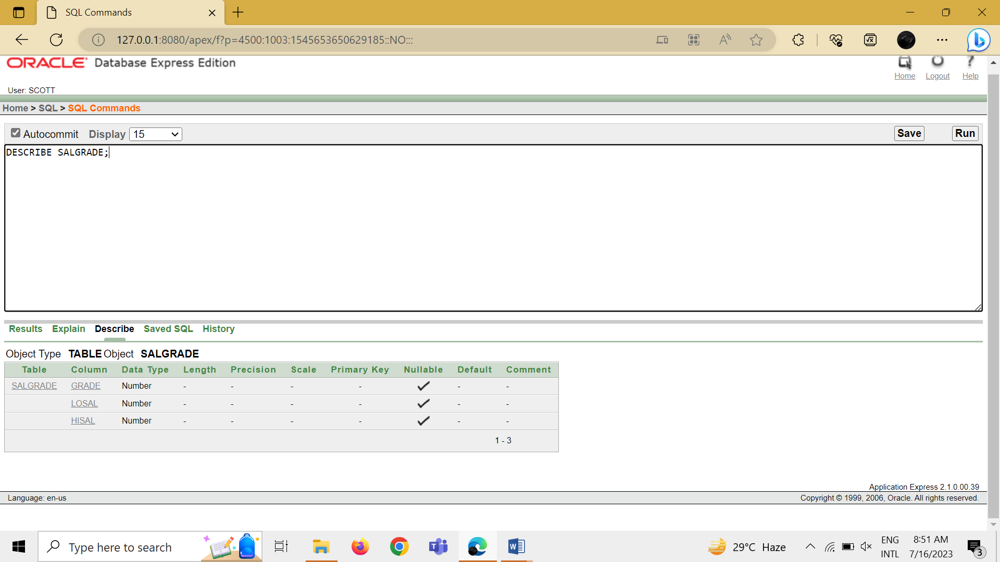 SQL Commands
127.0.0.1:8080/apex/f?p=4500:1003:1545653650629185::NO:::
ORACLE Database Express Edition
Home Logout Help
User: SCOTT
Home > SQL > SQL Commands
Autocommit Display 15 Save Run
DESCRIBE SALGRADE;
Results Explain Describe Saved SQL History
Object Type TABLE Object SALGRADE
Table Column Data Type Length Precision Scale Primary Key Nullable Default Comment
SALGRADE GRADE Number - - - - - -
LOSAL Number - - - - - -
HISAL Number - - - - - -
1 - 3
Application Express 2.1.0.00.39
Language: en-us Copyright © 1999, 2006, Oracle. All rights reserved.
Type here to search
29°C Haze
ENG
INTL
8:51 AM
7/16/2023
3